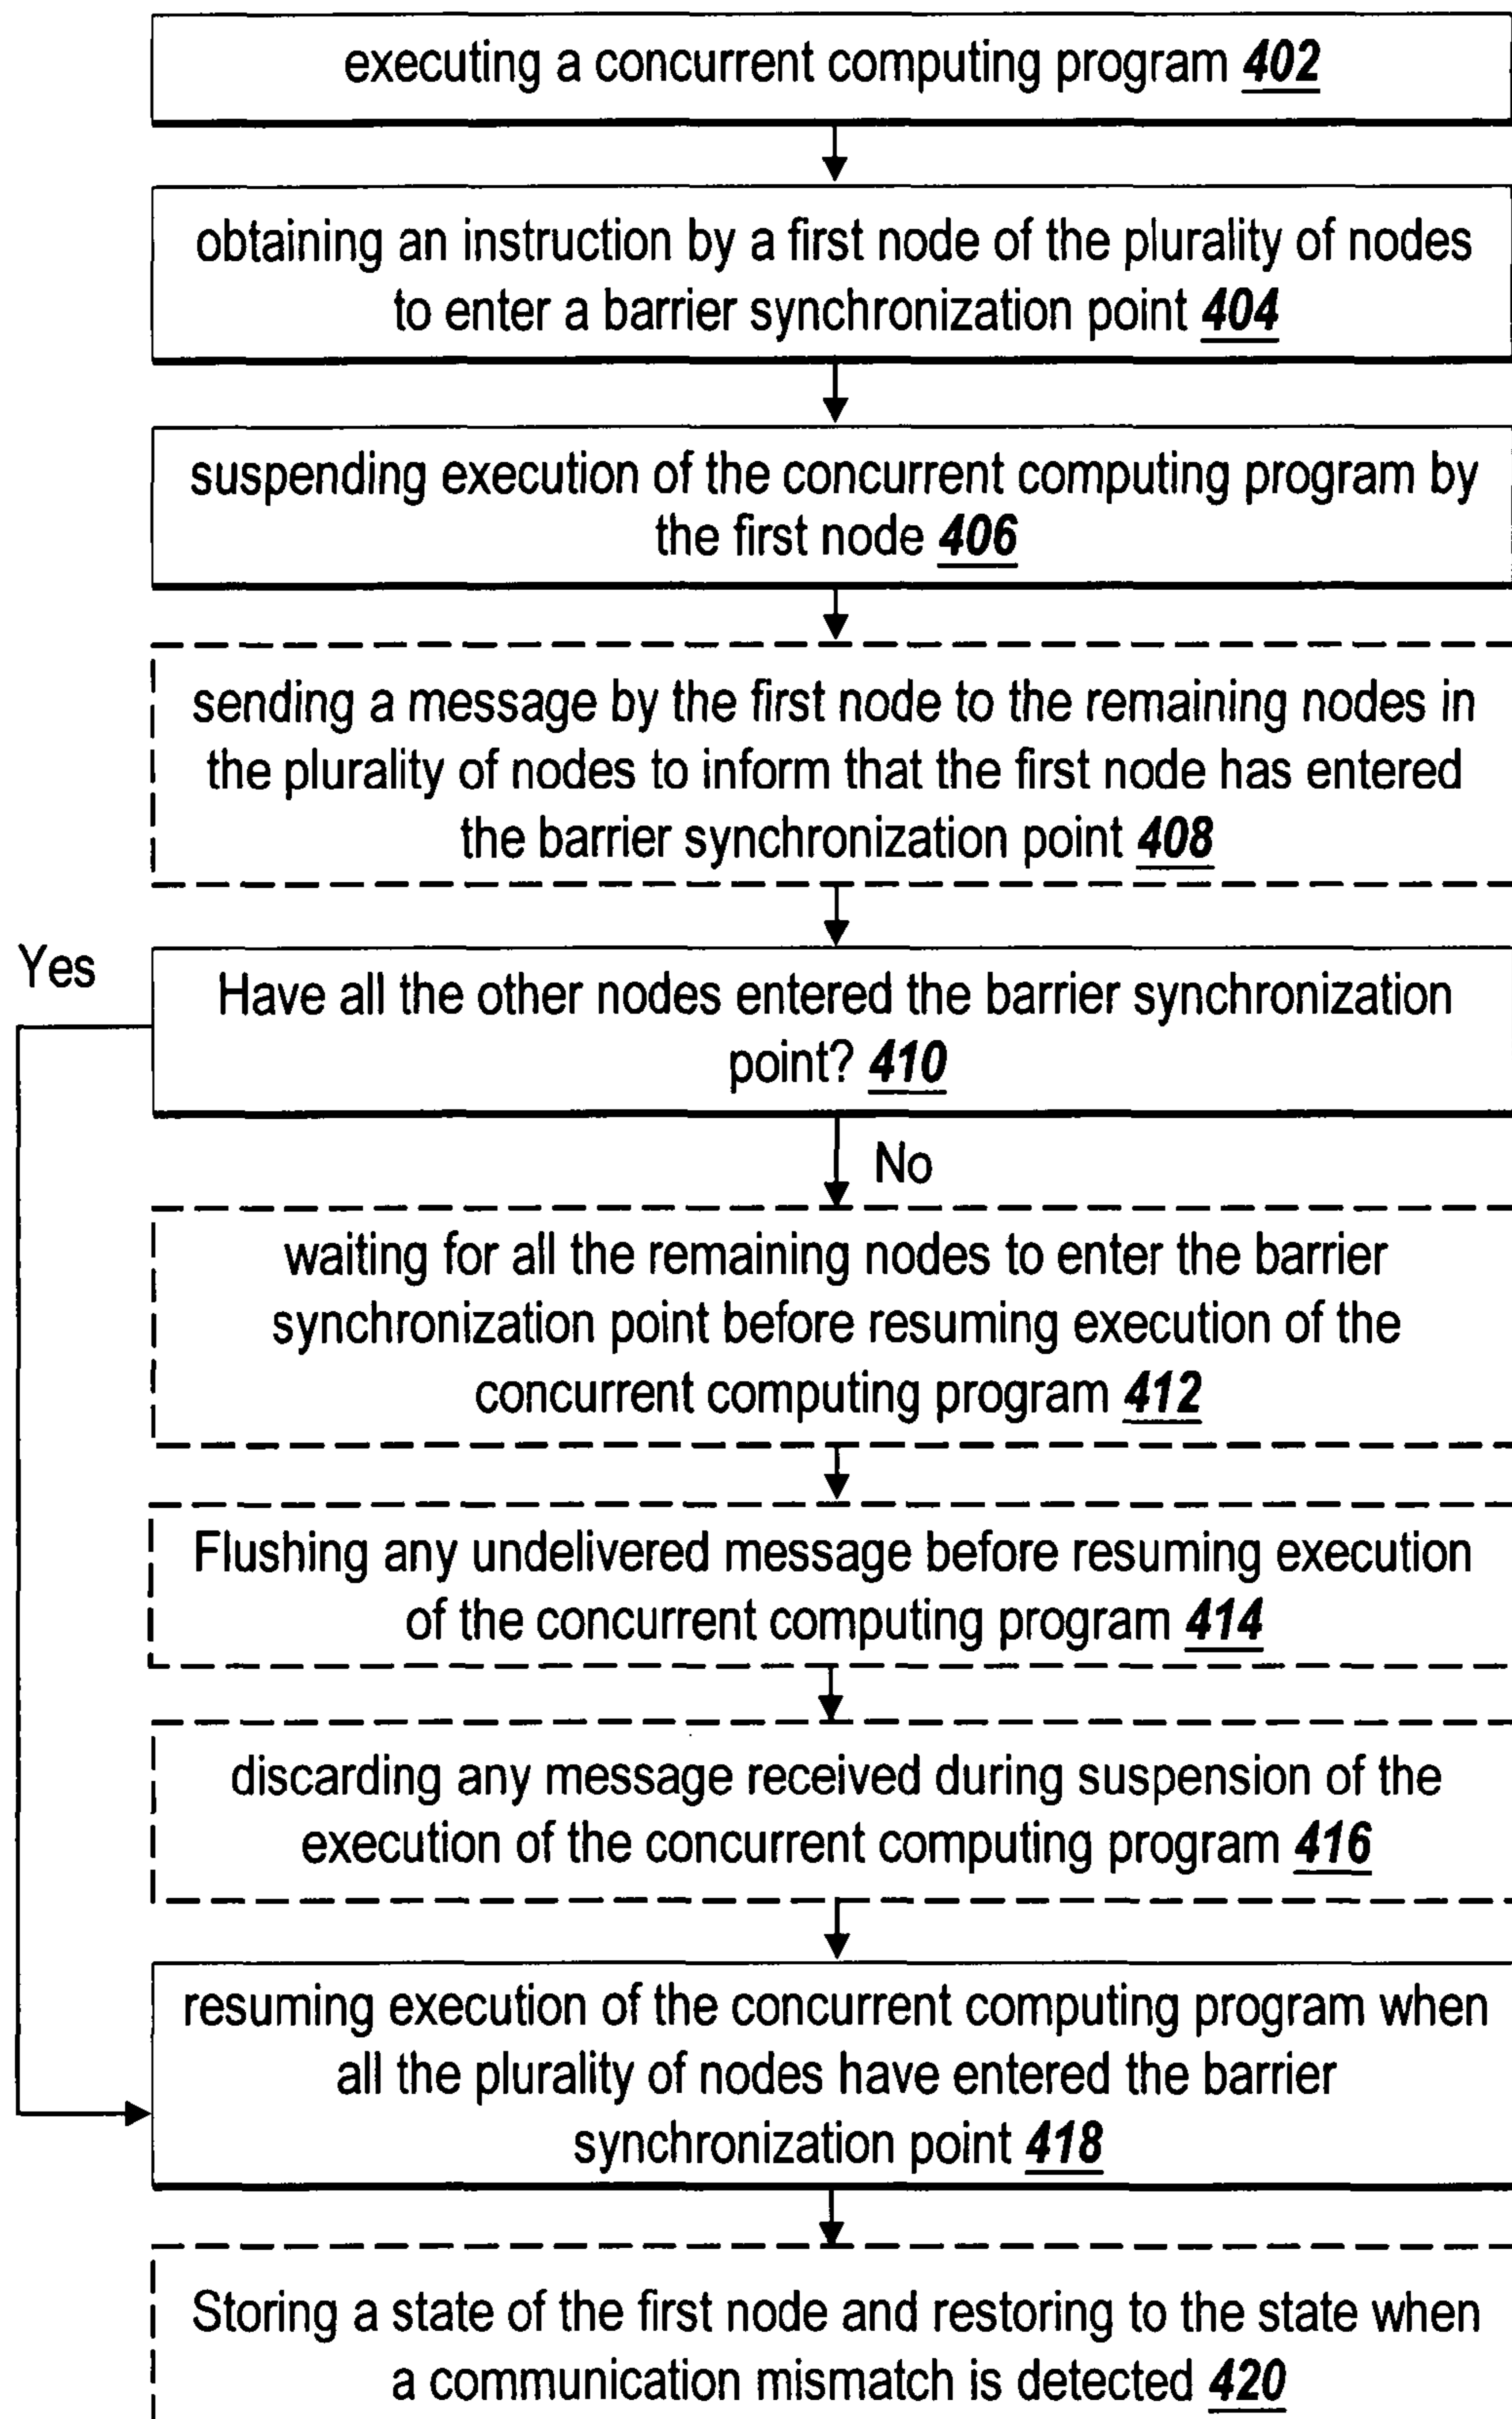 executing a concurrent computing program 402
obtaining an instruction by a first node of the plurality of nodes
to enter a barrier synchronization point 404
suspending execution of the concurrent computing program by
the first node 406
sending a message by the first node to the remaining nodes in
the plurality of nodes to inform that the first node has entered
the barrier synchronization point 408
Yes
Have all the other nodes entered the barrier synchronization
point? 410
No
waiting for all the remaining nodes to enter the barrier
synchronization point before resuming execution of the
concurrent computing program 412
Flushing any undelivered message before resuming execution
of the concurrent computing program 414
discarding any message received during suspension of the
execution of the concurrent computing program 416
resuming execution of the concurrent computing program when
all the plurality of nodes have entered the barrier
synchronization point 418
Storing a state of the first node and restoring to the state when
a communication mismatch is detected 420